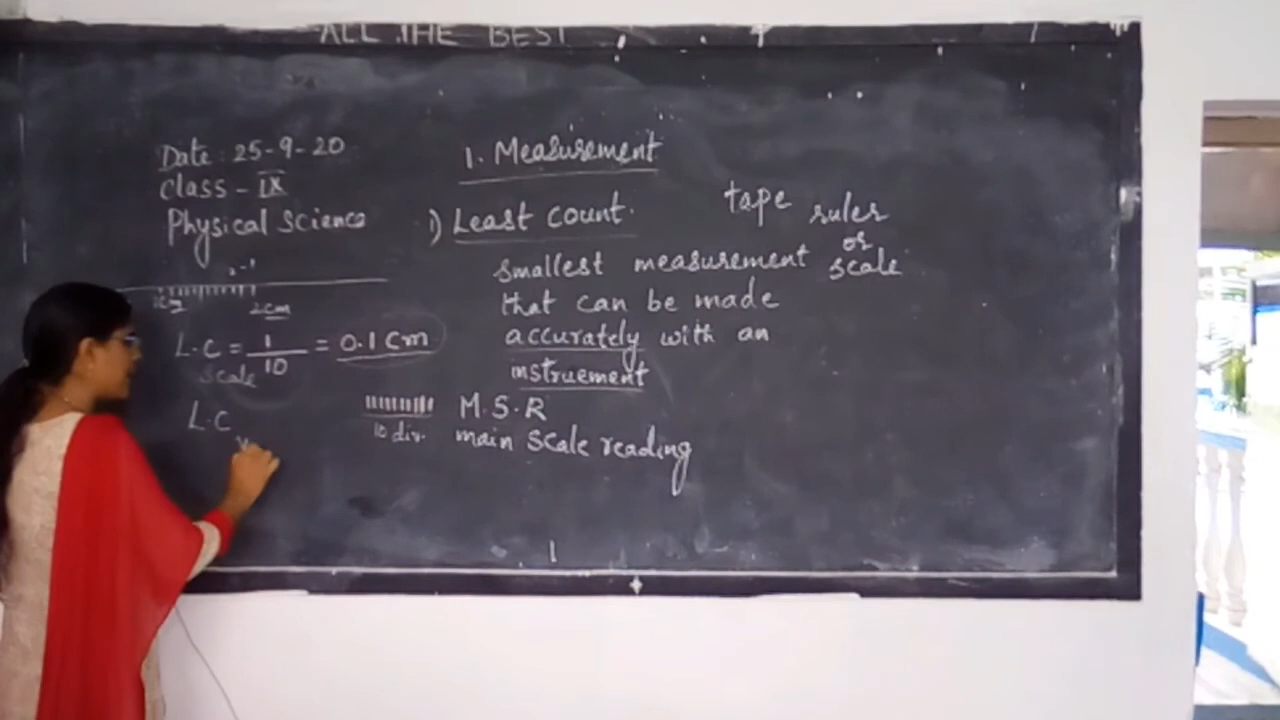 ALL THE BEST
Date: 25-9-20
Class - IX
Physical Science
2-1
2cm
L.C = 1/10 = 0.1 cm
scale
L.C
1. Measurement
i) Least count.
tape ruler
or
scale
smallest measurement
that can be made
accurately with an
instruement
M.S.R
10 div. main scale reading